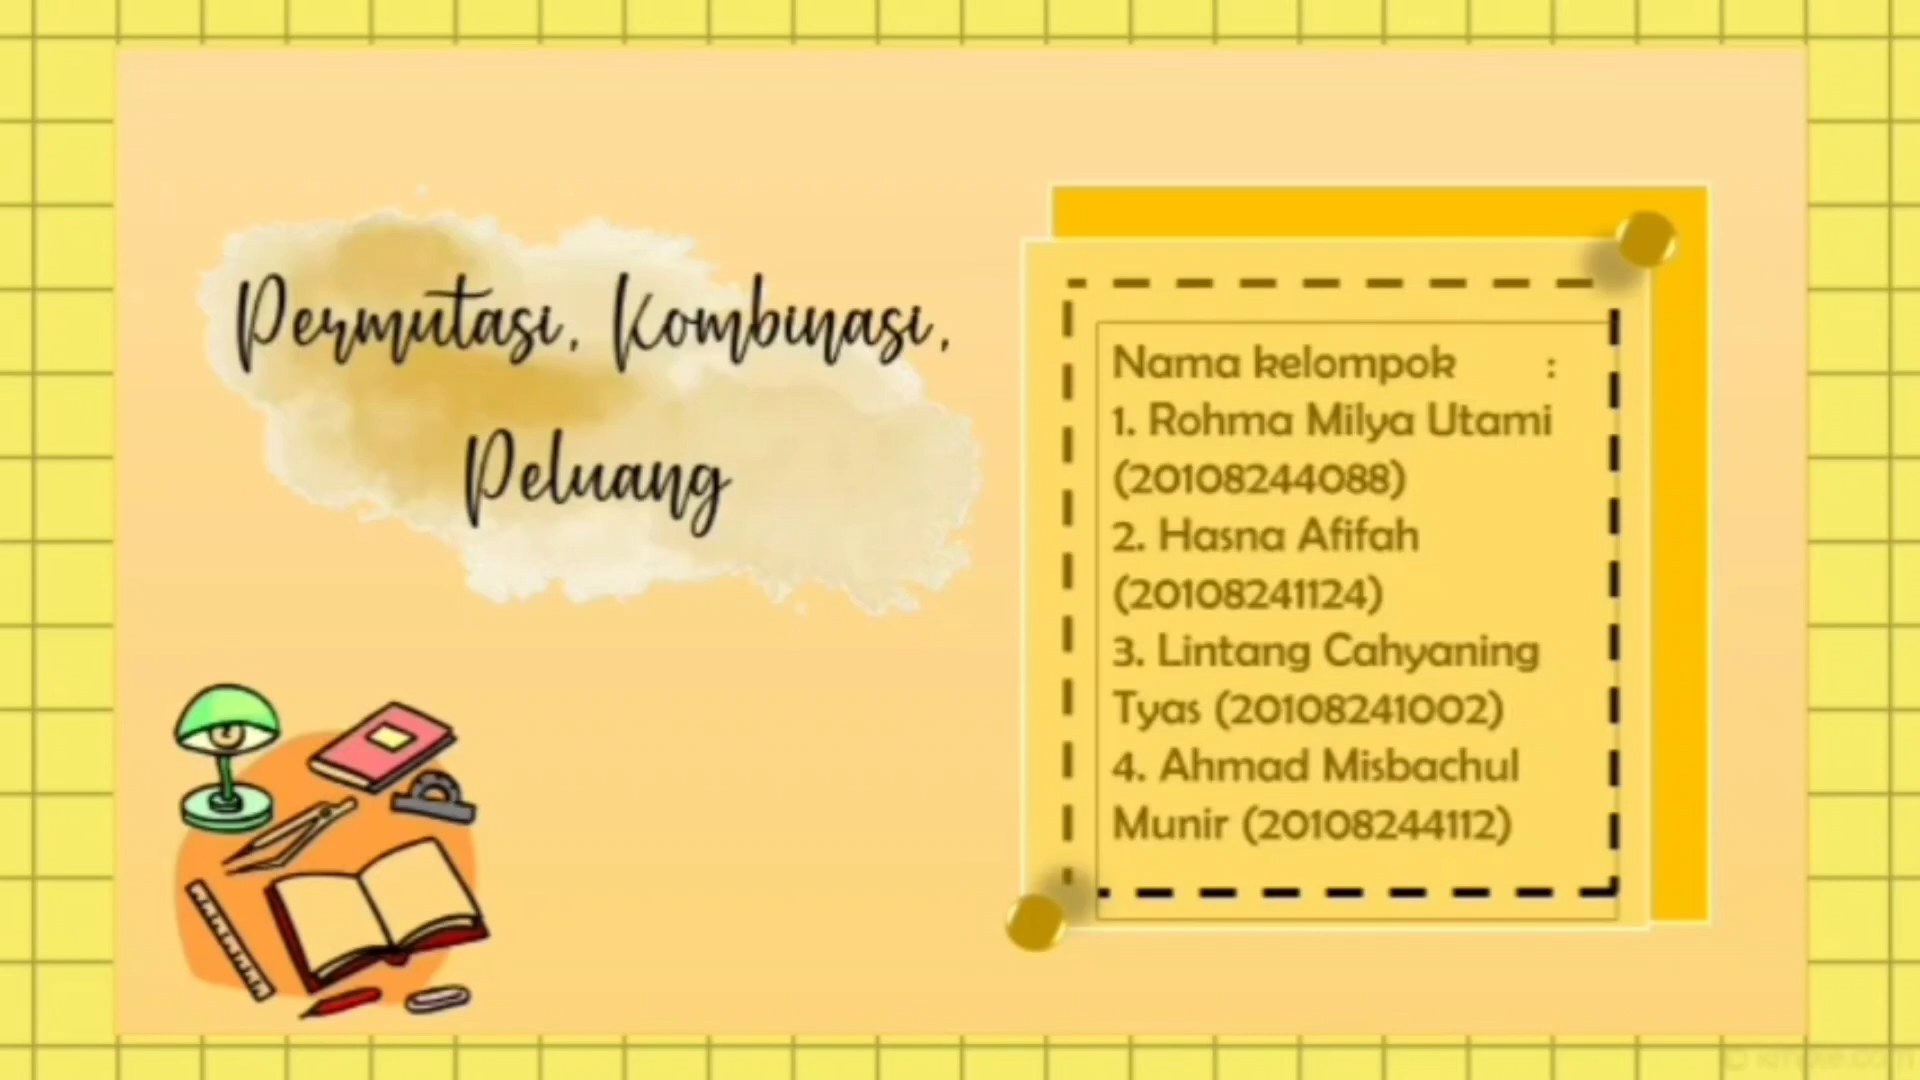 Permutasi, Kombinasi,
Peluang
Nama kelompok :
1. Rohma Milya Utami
(20108244088)
2. Hasna Afifah
(20108241124)
3. Lintang Cahyaning
Tyas (20108241002)
4. Ahmad Misbachul
Munir (20108244112)